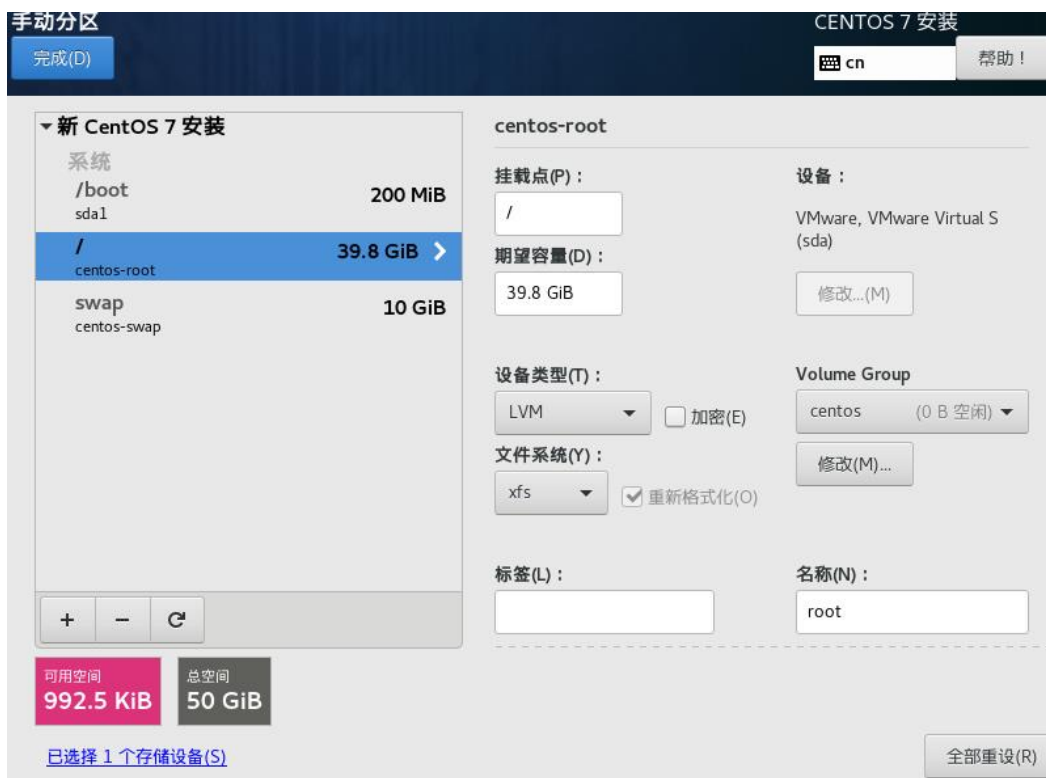 手动分区
CENTOS 7 安装
完成(D)
cn
帮助！
新 CentOS 7 安装
系统
/boot
200 MiB
sda1
/
39.8 GiB
centos-root
swap
10 GiB
centos-swap
centos-root
挂载点(P)：
/
期望容量(D)：
39.8 GiB
设备：
VMware, VMware Virtual S
(sda)
修改...(M)
设备类型(T)：
LVM
加密(E)
Volume Group
centos (0 B 空闲)
文件系统(Y)：
xfs
重新格式化(O)
修改(M)...
标签(L)：
名称(N)：
root
+ −
可用空间
992.5 KiB
总空间
50 GiB
已选择 1 个存储设备(S)
全部重设(R)